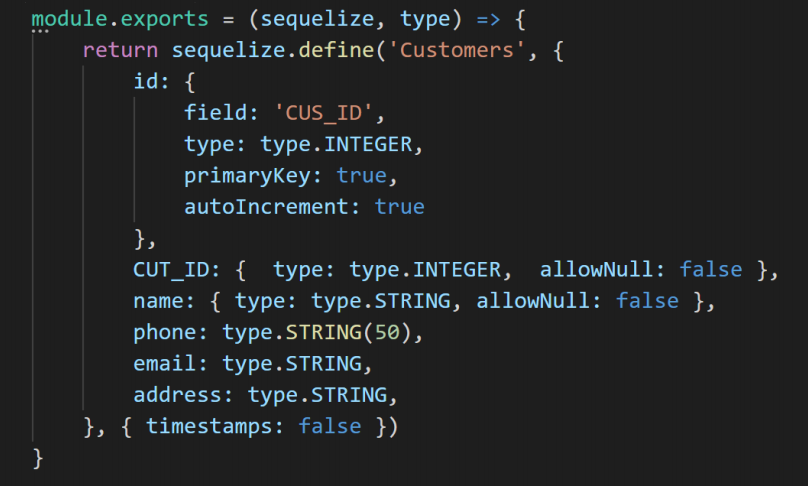 module.exports = (sequelize, type) => {
    return sequelize.define('Customers', {
        id: {
            field: 'CUS_ID',
            type: type.INTEGER,
            primaryKey: true,
            autoIncrement: true
        },
        CUT_ID: {  type: type.INTEGER,  allowNull: false },
        name: { type: type.STRING, allowNull: false },
        phone: type.STRING(50),
        email: type.STRING,
        address: type.STRING,
    }, { timestamps: false })
}